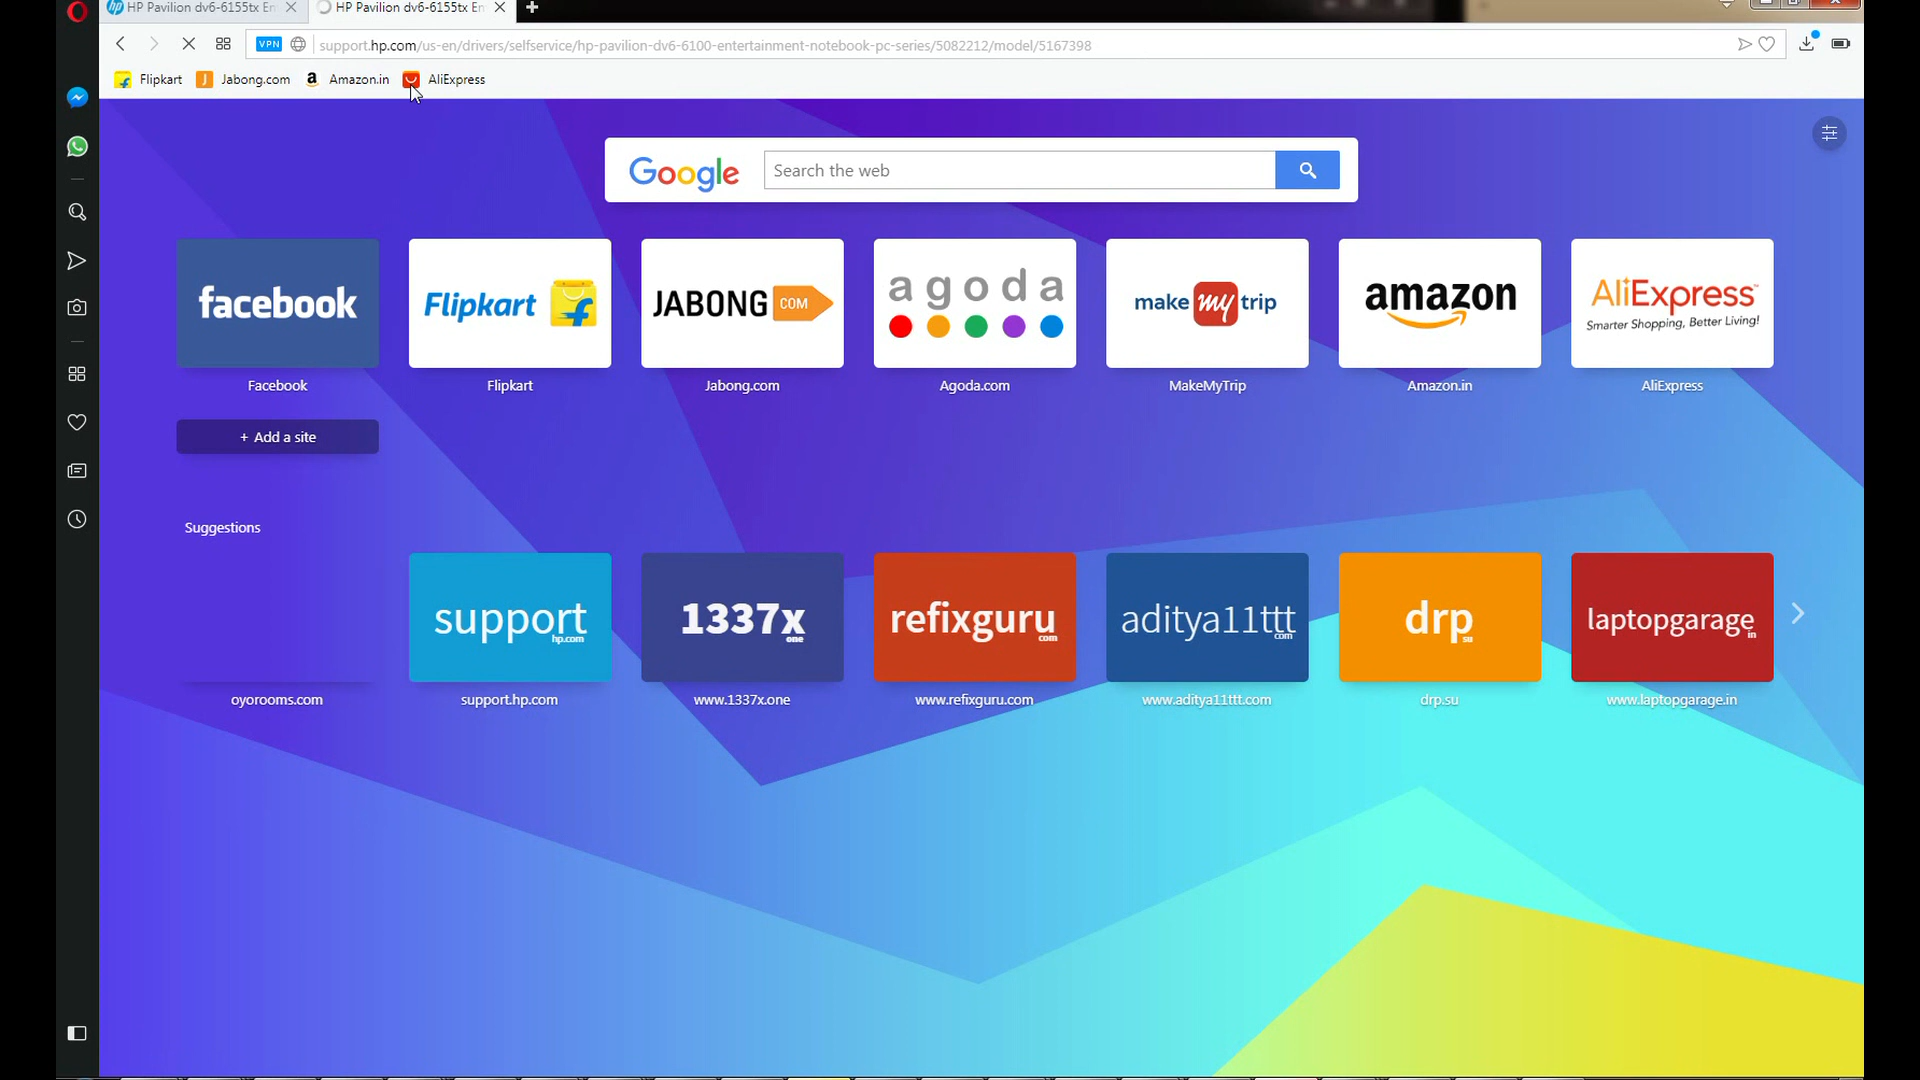 HP Pavilion dv6-6155tx En
HP Pavilion dv6-6155tx En
VPN support.hp.com/us-en/drivers/selfservice/hp-pavilion-dv6-6100-entertainment-notebook-pc-series/5082212/model/5167398
Flipkart Jabong.com Amazon.in AliExpress
Google Search the web
facebook Flipkart JABONG COM agoda make my trip amazon AliExpress
Smarter Shopping, Better Living!
Facebook Flipkart Jabong.com Agoda.com MakeMyTrip Amazon.in AliExpress
+ Add a site
Suggestions
support hp.com 1337x one refixguru com aditya11ttt com drp su laptopgarage in
oyorooms.com support.hp.com www.1337x.one www.refixguru.com www.aditya11ttt.com drp.su www.laptopgarage.in